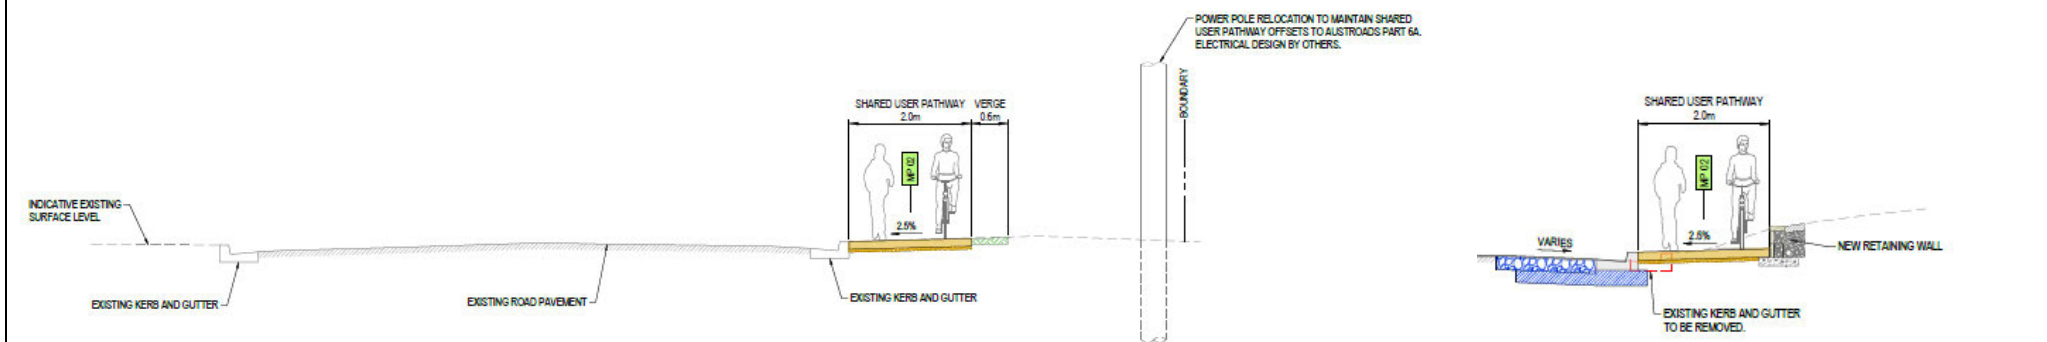 POWER POLE RELOCATION TO MAINTAIN SHARED
USER PATHWAY OFFSETS TO AUSTROADS PART 6A.
ELECTRICAL DESIGN BY OTHERS.
BOUNDARY
SHARED USER PATHWAY
2.0m
VERGE
0.6m
MP 02
2.5%
INDICATIVE EXISTING
SURFACE LEVEL
EXISTING KERB AND GUTTER
EXISTING ROAD PAVEMENT
EXISTING KERB AND GUTTER
SHARED USER PATHWAY
2.0m
MP 02
2.5%
VARIES
NEW RETAINING WALL
EXISTING KERB AND GUTTER
TO BE REMOVED.